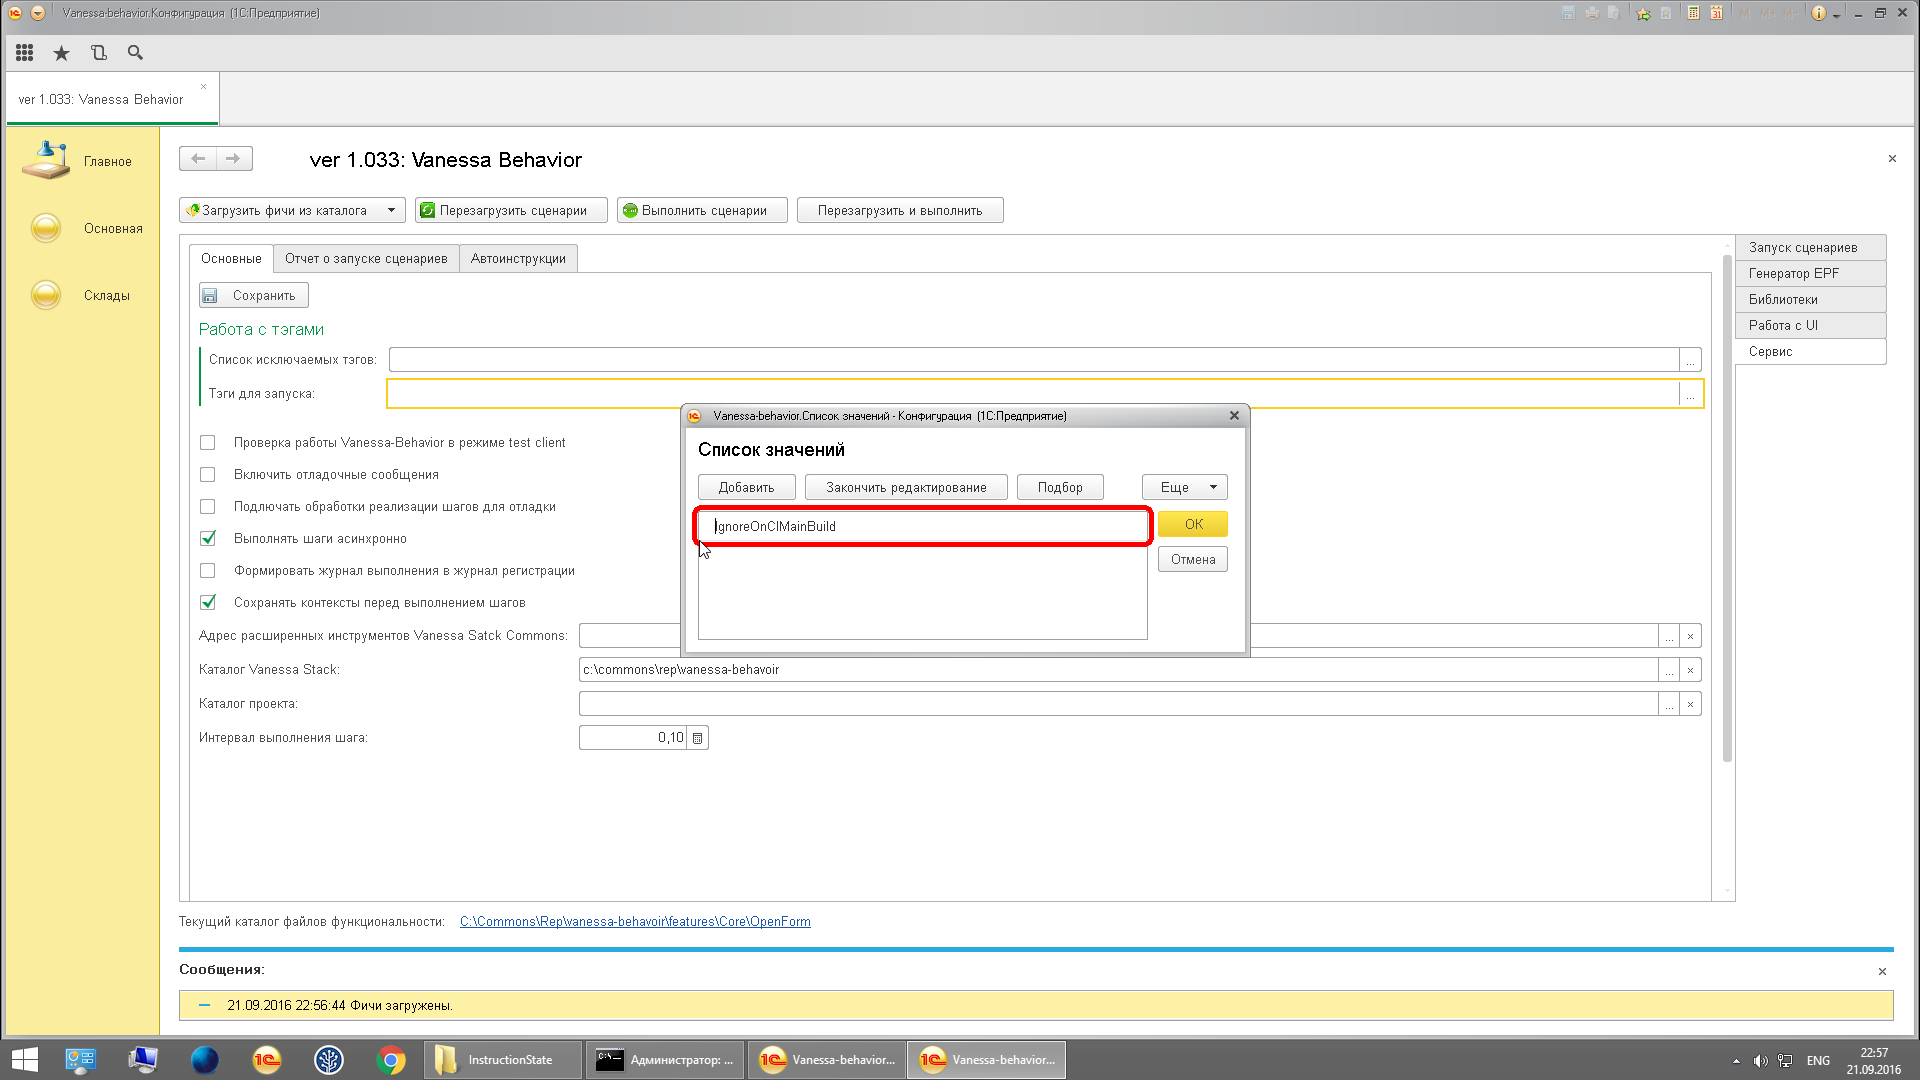 Vanessa-behavior.Конфигурация (1С:Предприятие)
ver 1.033: Vanessa Behavior
Главное
Основная
Склады
ver 1.033: Vanessa Behavior
Загрузить фичи из каталога
Перезагрузить сценарии
Выполнить сценарии
Перезагрузить и выполнить
Основные
Отчет о запуске сценариев
Автоинструкции
Запуск сценариев
Генератор EPF
Библиотеки
Работа с UI
Сервис
Сохранить
Работа с тэгами
Список исключаемых тэгов:
...
Тэги для запуска:
...
Vanessa-behavior.Список значений - Конфигурация (1С:Предприятие)
Список значений
Добавить
Закончить редактирование
Подбор
Еще
IgnoreOnCIMainBuild
ОК
Отмена
Проверка работы Vanessa-Behavior в режиме test client
Включить отладочные сообщения
Подлючать обработки реализации шагов для отладки
Выполнять шаги асинхронно
Формировать журнал выполнения в журнал регистрации
Сохранять контексты перед выполнением шагов
Адрес расширенных инструментов Vanessa Satck Commons:
...
Каталог Vanessa Stack:
c:\commons\rep\vanessa-behavoir
...
Каталог проекта:
...
Интервал выполнения шага:
0,10
Текущий каталог файлов функциональности:
C:\Commons\Rep\vanessa-behavoir\features\Core\OpenForm
Сообщения:
21.09.2016 22:56:44 Фичи загружены.
InstructionState
Администратор: ...
Vanessa-behavior...
Vanessa-behavior...
ENG
22:57
21.09.2016